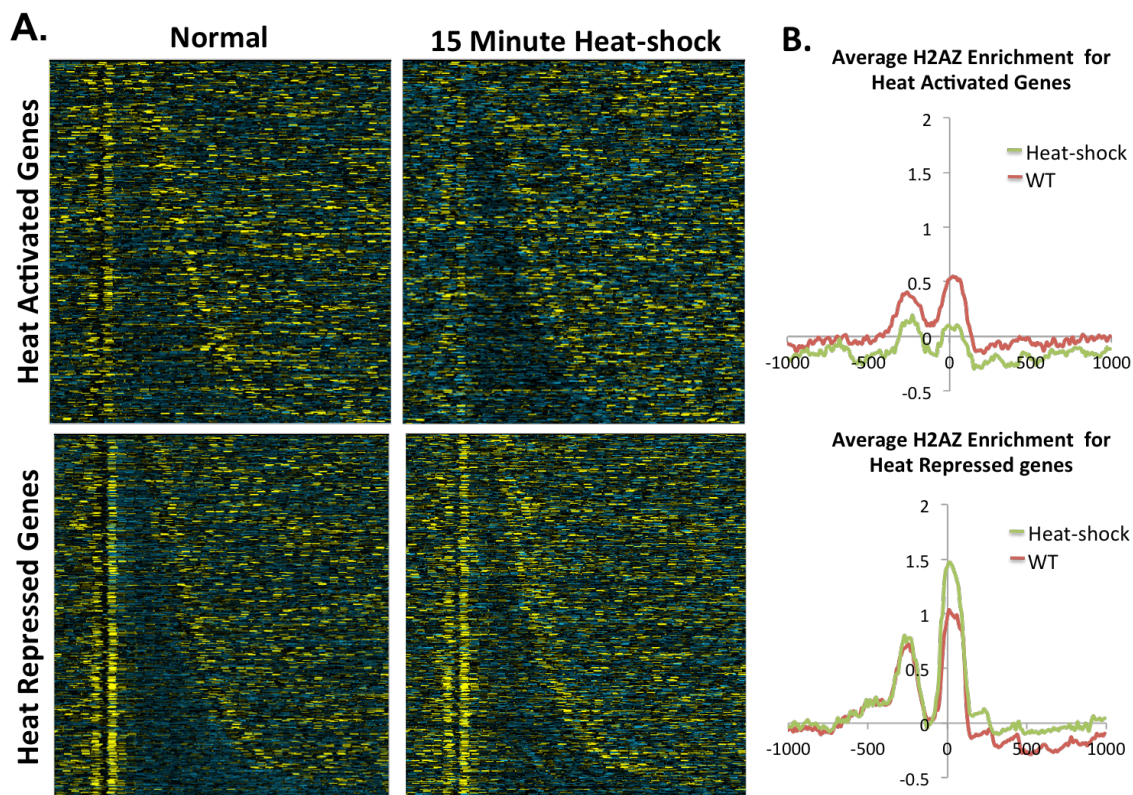 A.
Normal
15 Minute Heat-shock
Heat Activated Genes
Heat Repressed Genes
B.
Average H2AZ Enrichment for
Heat Activated Genes
2
1.5
1
0.5
0
-0.5
-1000
-500
0
500
1000
Heat-shock
WT
Average H2AZ Enrichment for
Heat Repressed genes
2
1.5
1
0.5
0
-0.5
-1000
-500
0
500
1000
Heat-shock
WT